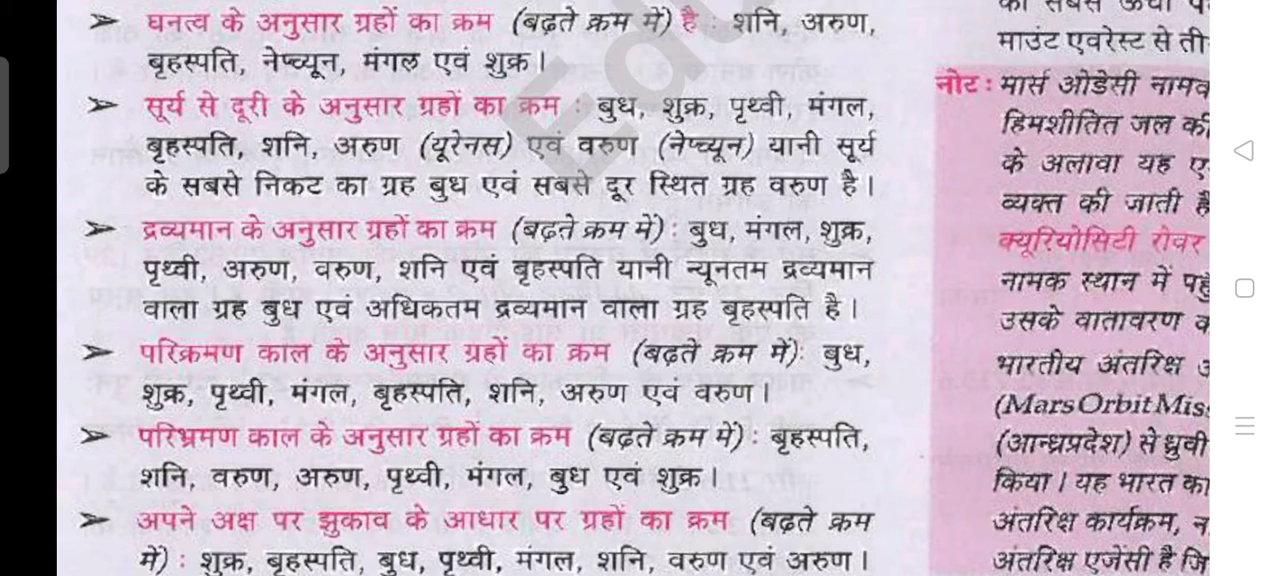 ➢ घनत्व के अनुसार ग्रहों का क्रम (बढ़ते क्रम में) है : शनि, अरुण,
बृहस्पति, नेप्च्यून, मंगल एवं शुक्र।
➢ सूर्य से दूरी के अनुसार ग्रहों का क्रम : बुध, शुक्र, पृथ्वी, मंगल,
बृहस्पति, शनि, अरुण (यूरेनस) एवं वरुण (नेप्च्यून) यानी सूर्य
के सबसे निकट का ग्रह बुध एवं सबसे दूर स्थित ग्रह वरुण है।
➢ द्रव्यमान के अनुसार ग्रहों का क्रम (बढ़ते क्रम में) : बुध, मंगल, शुक्र,
पृथ्वी, अरुण, वरुण, शनि एवं बृहस्पति यानी न्यूनतम द्रव्यमान
वाला ग्रह बुध एवं अधिकतम द्रव्यमान वाला ग्रह बृहस्पति है।
➢ परिक्रमण काल के अनुसार ग्रहों का क्रम (बढ़ते क्रम में): बुध,
शुक्र, पृथ्वी, मंगल, बृहस्पति, शनि, अरुण एवं वरुण।
➢ परिभ्रमण काल के अनुसार ग्रहों का क्रम (बढ़ते क्रम में) : बृहस्पति,
शनि, वरुण, अरुण, पृथ्वी, मंगल, बुध एवं शुक्र।
➢ अपने अक्ष पर झुकाव के आधार पर ग्रहों का क्रम (बढ़ते क्रम
में) : शुक्र, बृहस्पति, बुध, पृथ्वी, मंगल, शनि, वरुण एवं अरुण।
का सबसे ऊंचा
माउंट एवरेस्ट से ती
नोट : मार्स ओडेसी नामक
हिमशीतित जल की
के अलावा यह ए
व्यक्त की जाती है
क्यूरियोसिटी रोवर
नामक स्थान में पहुँ
उसके वातावरण
भारतीय अंतरिक्ष
(Mars Orbit Mis
(आन्ध्रप्रदेश) से ध्रुवी
किया। यह भारत का
अंतरिक्ष कार्यक्रम, न
अंतरिक्ष एजेंसी है जि